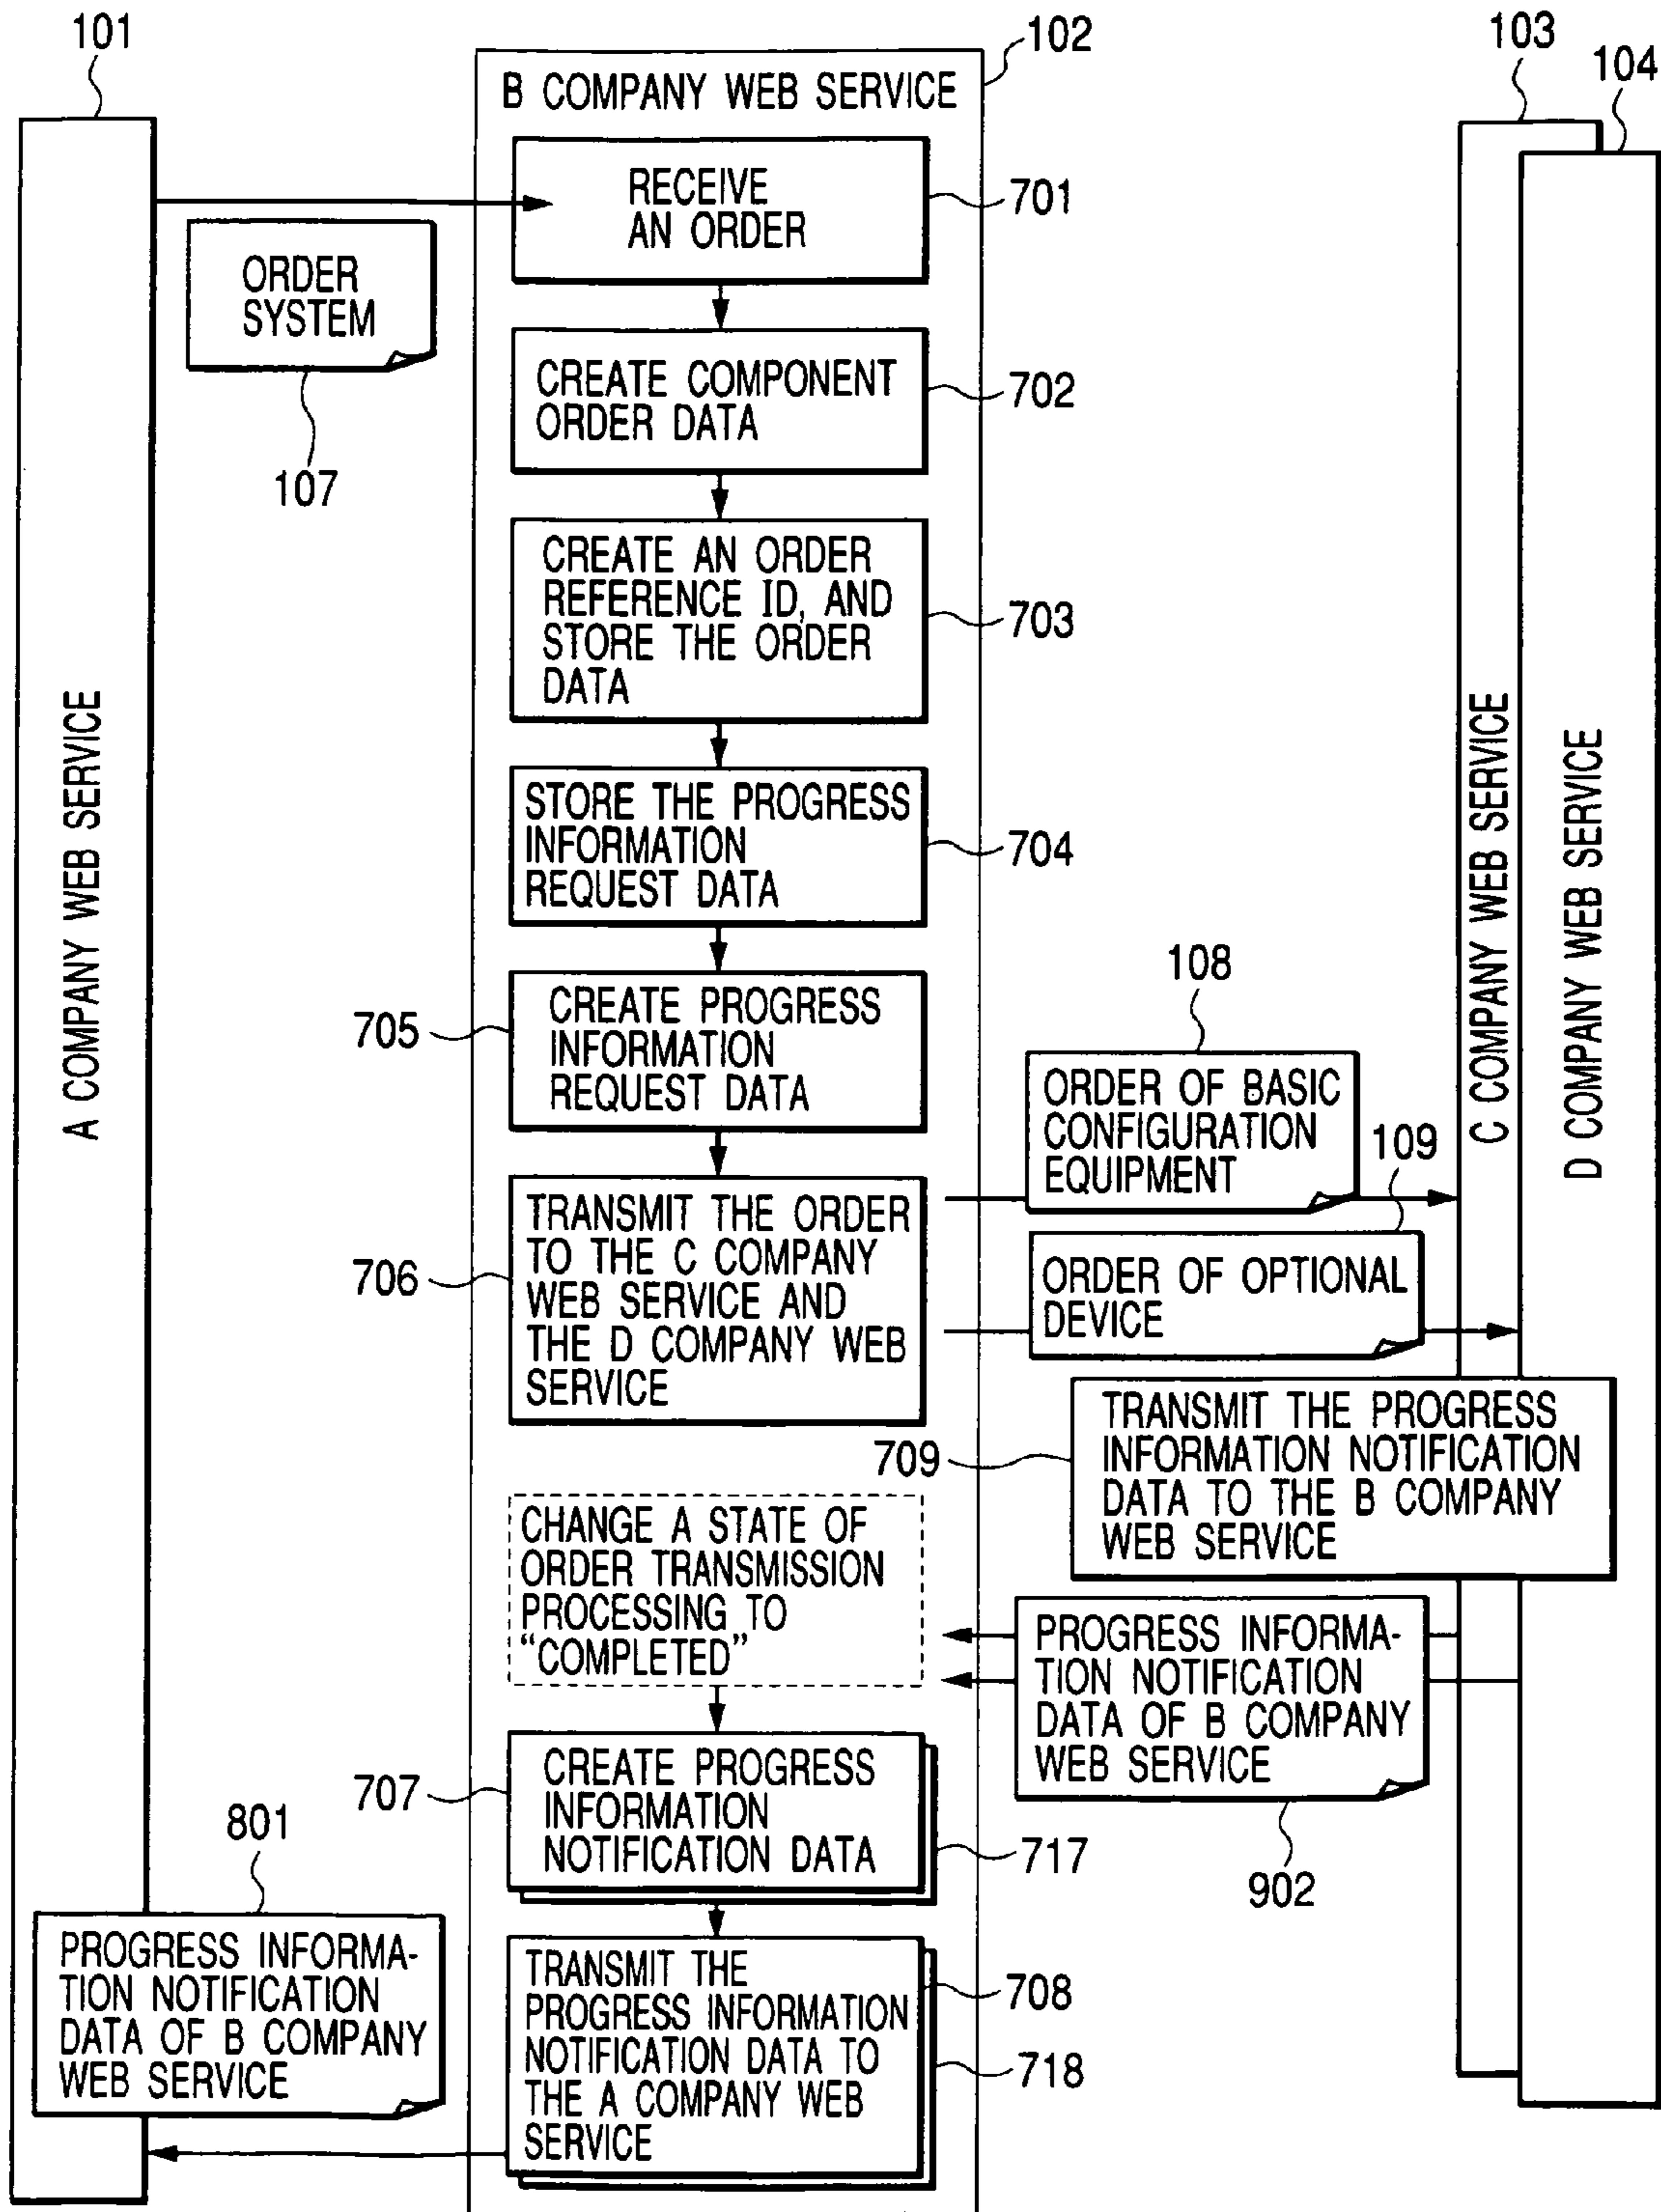 101
102
103
104
B COMPANY WEB SERVICE
RECEIVE
AN ORDER
701
ORDER
SYSTEM
107
CREATE COMPONENT
ORDER DATA
702
CREATE AN ORDER
REFERENCE ID, AND
STORE THE ORDER
DATA
703
A COMPANY WEB SERVICE
C COMPANY WEB SERVICE
D COMPANY WEB SERVICE
STORE THE PROGRESS
INFORMATION
REQUEST DATA
704
705
CREATE PROGRESS
INFORMATION
REQUEST DATA
108
ORDER OF BASIC
CONFIGURATION
EQUIPMENT
109
706
TRANSMIT THE ORDER
TO THE C COMPANY
WEB SERVICE AND
THE D COMPANY WEB
SERVICE
ORDER OF OPTIONAL
DEVICE
709
TRANSMIT THE PROGRESS
INFORMATION NOTIFICATION
DATA TO THE B COMPANY
WEB SERVICE
CHANGE A STATE OF
ORDER TRANSMISSION
PROCESSING TO
“COMPLETED”
PROGRESS INFORMA-
TION NOTIFICATION
DATA OF B COMPANY
WEB SERVICE
902
707
CREATE PROGRESS
INFORMATION
NOTIFICATION DATA
717
801
PROGRESS INFORMA-
TION NOTIFICATION
DATA OF B COMPANY
WEB SERVICE
TRANSMIT THE
PROGRESS INFORMATION
NOTIFICATION DATA TO
THE A COMPANY WEB
SERVICE
708
718